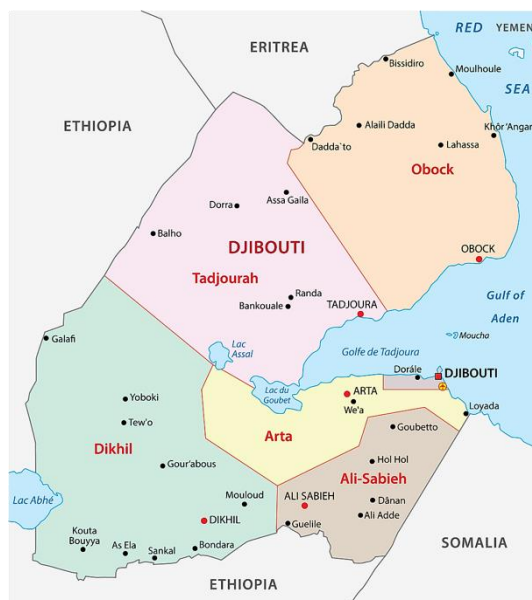 RED
YEMEN
ERITREA
Bissidiro
Moulhoule
SEA
ETHIOPIA
Alaili Dadda
Khôr 'Angar
Dadda`to
Lahassa
Obock
Assa Gaila
Dorra
Balho
DJIBOUTI
OBOCK
Tadjourah
Randa
Bankouale
TADJOURA
Gulf of
Aden
Moucha
Galafi
Lac
Assal
Golfe de Tadjoura
Doråle
DJIBOUTI
Lac du
Goubet
ARTA
We'a
Yoboki
Loyada
Tew'o
Goubetto
Arta
Dikhil
Hol Hol
Gour'abous
Ali-Sabieh
Lac Abhé
Mouloud
ALI SABIEH
Dânan
Ali Adde
DIKHIL
Guelile
Kouta
Bouyya
As Ela
Sankal
Bondara
SOMALIA
ETHIOPIA